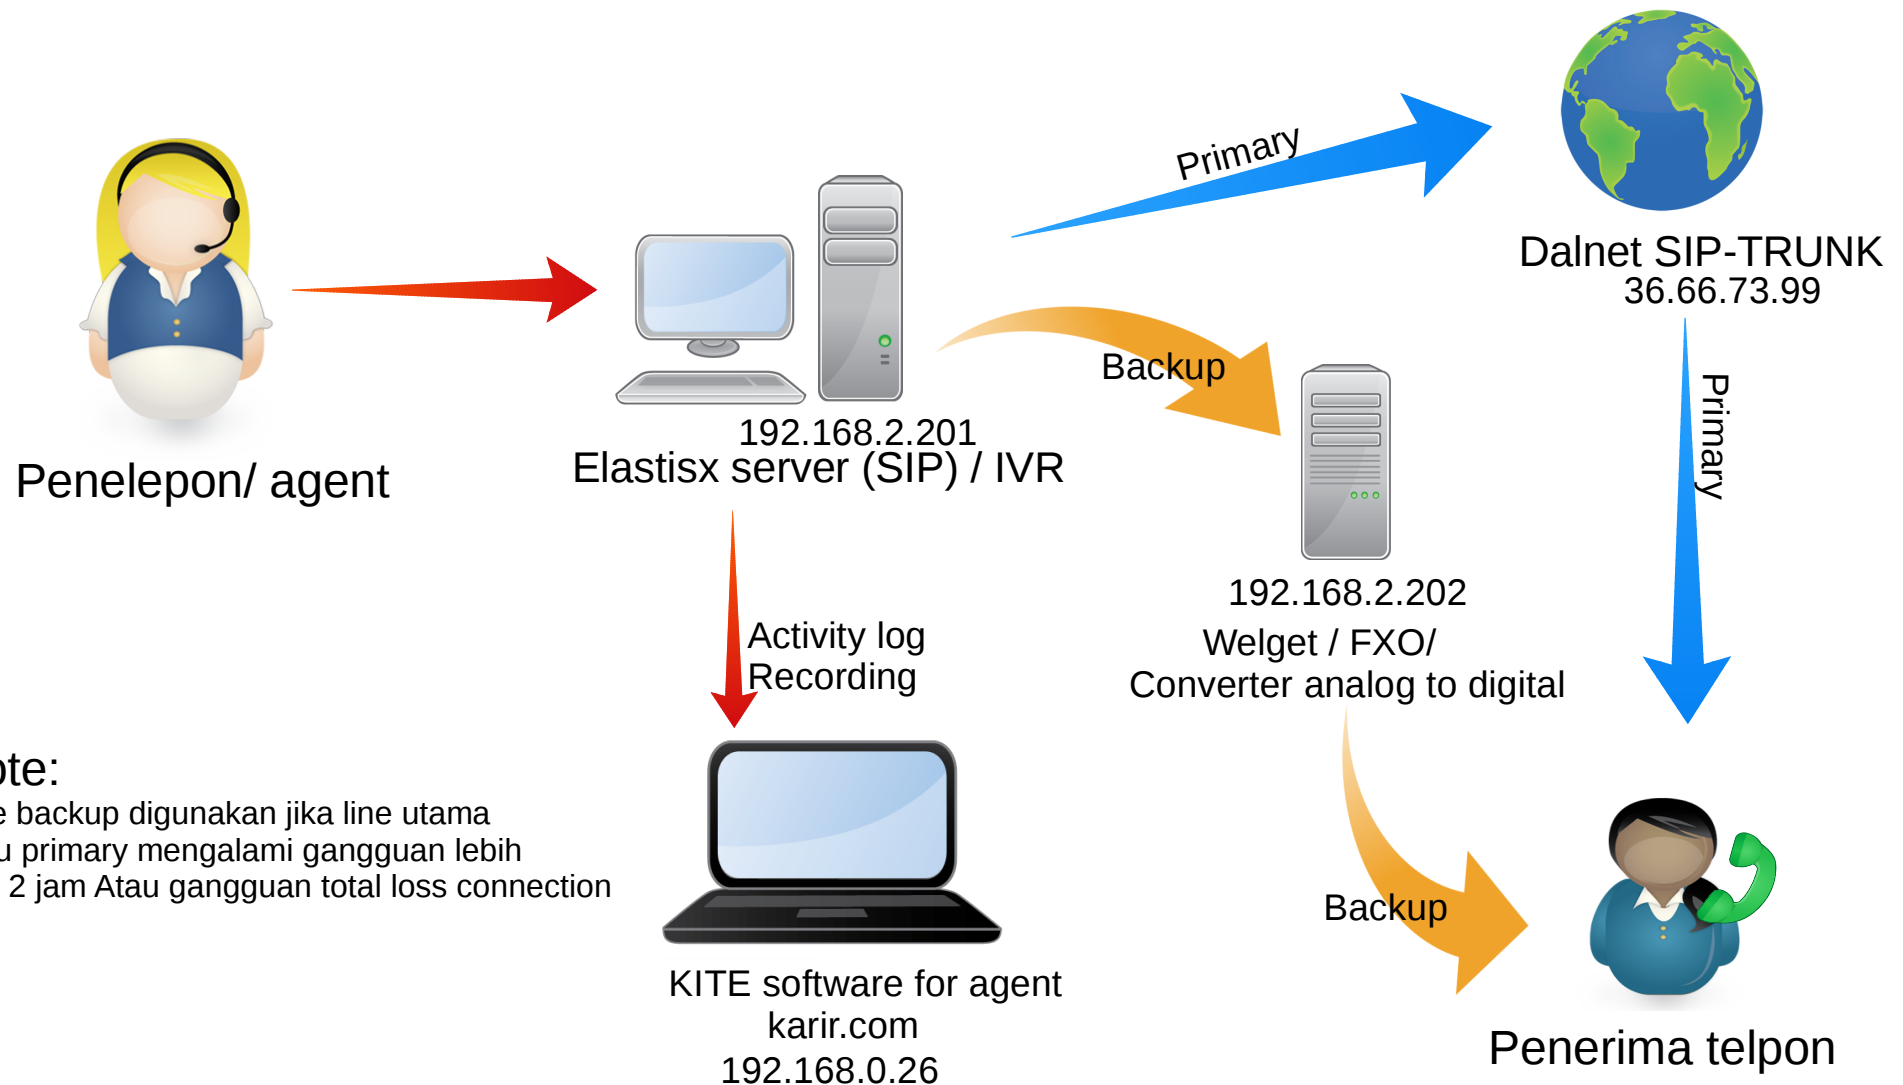 Primary
Dalnet SIP-TRUNK
36.66.73.99
Backup
Primary
192.168.2.201
Elastisx server (SIP) / IVR
Penelepon/ agent
192.168.2.202
Welget / FXO/
Converter analog to digital
Activity log
Recording
ote:
e backup digunakan jika line utama
u primary mengalami gangguan lebih
2 jam Atau gangguan total loss connection
Backup
KITE software for agent
karir.com
192.168.0.26
Penerima telpon